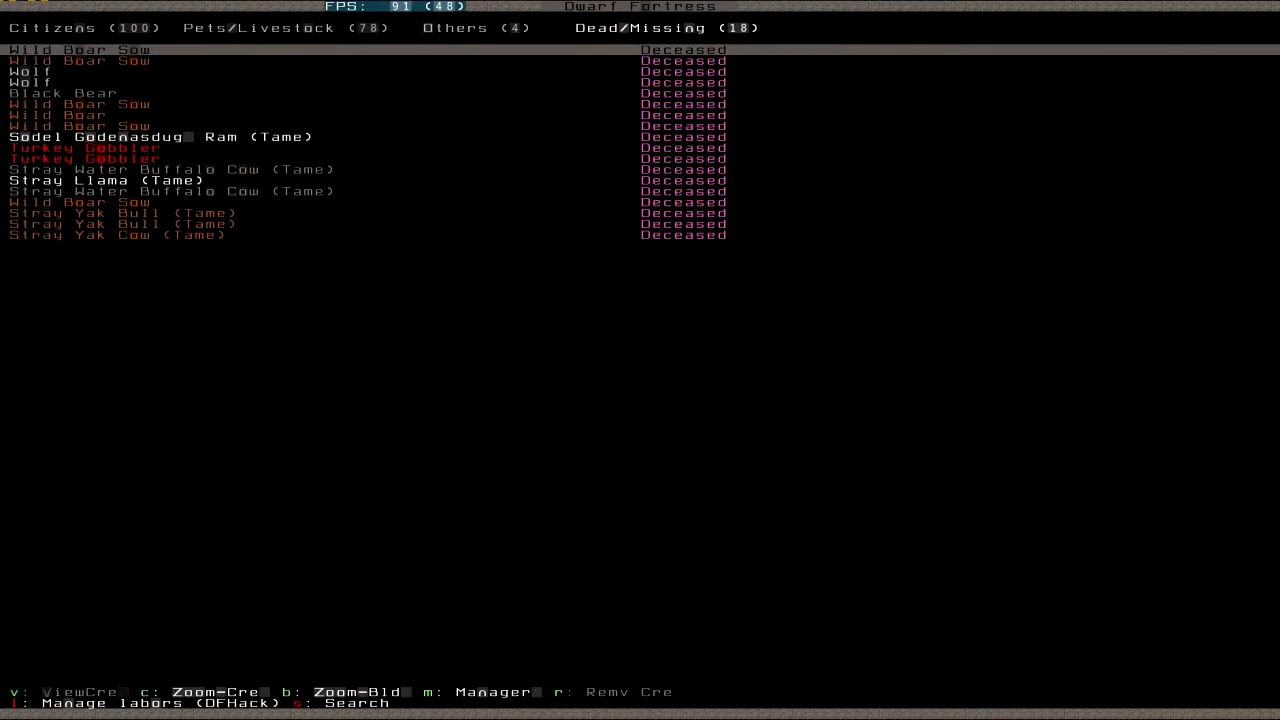 FPS: 91 (48) Dwarf Fortress
Citizens (100) Pets/Livestock (78) Others (4) Dead/Missing (18)
Wild Boar Sow Deceased
Wild Boar Sow Deceased
Wolf Deceased
Wolf Deceased
Black Bear Deceased
Wild Boar Sow Deceased
Wild Boar Deceased
Wild Boar Sow Deceased
Sodel Godenasdug Ram (Tame) Deceased
Turkey Gobbler Deceased
Turkey Gobbler Deceased
Stray Water Buffalo Cow (Tame) Deceased
Stray Llama (Tame) Deceased
Stray Water Buffalo Cow (Tame) Deceased
Wild Boar Sow Deceased
Stray Yak Bull (Tame) Deceased
Stray Yak Bull (Tame) Deceased
Stray Yak Cow (Tame) Deceased
v: ViewCre c: Zoom-Cre b: Zoom-Bld m: Manager r: Remv Cre
l: Manage labors (DFHack) s: Search